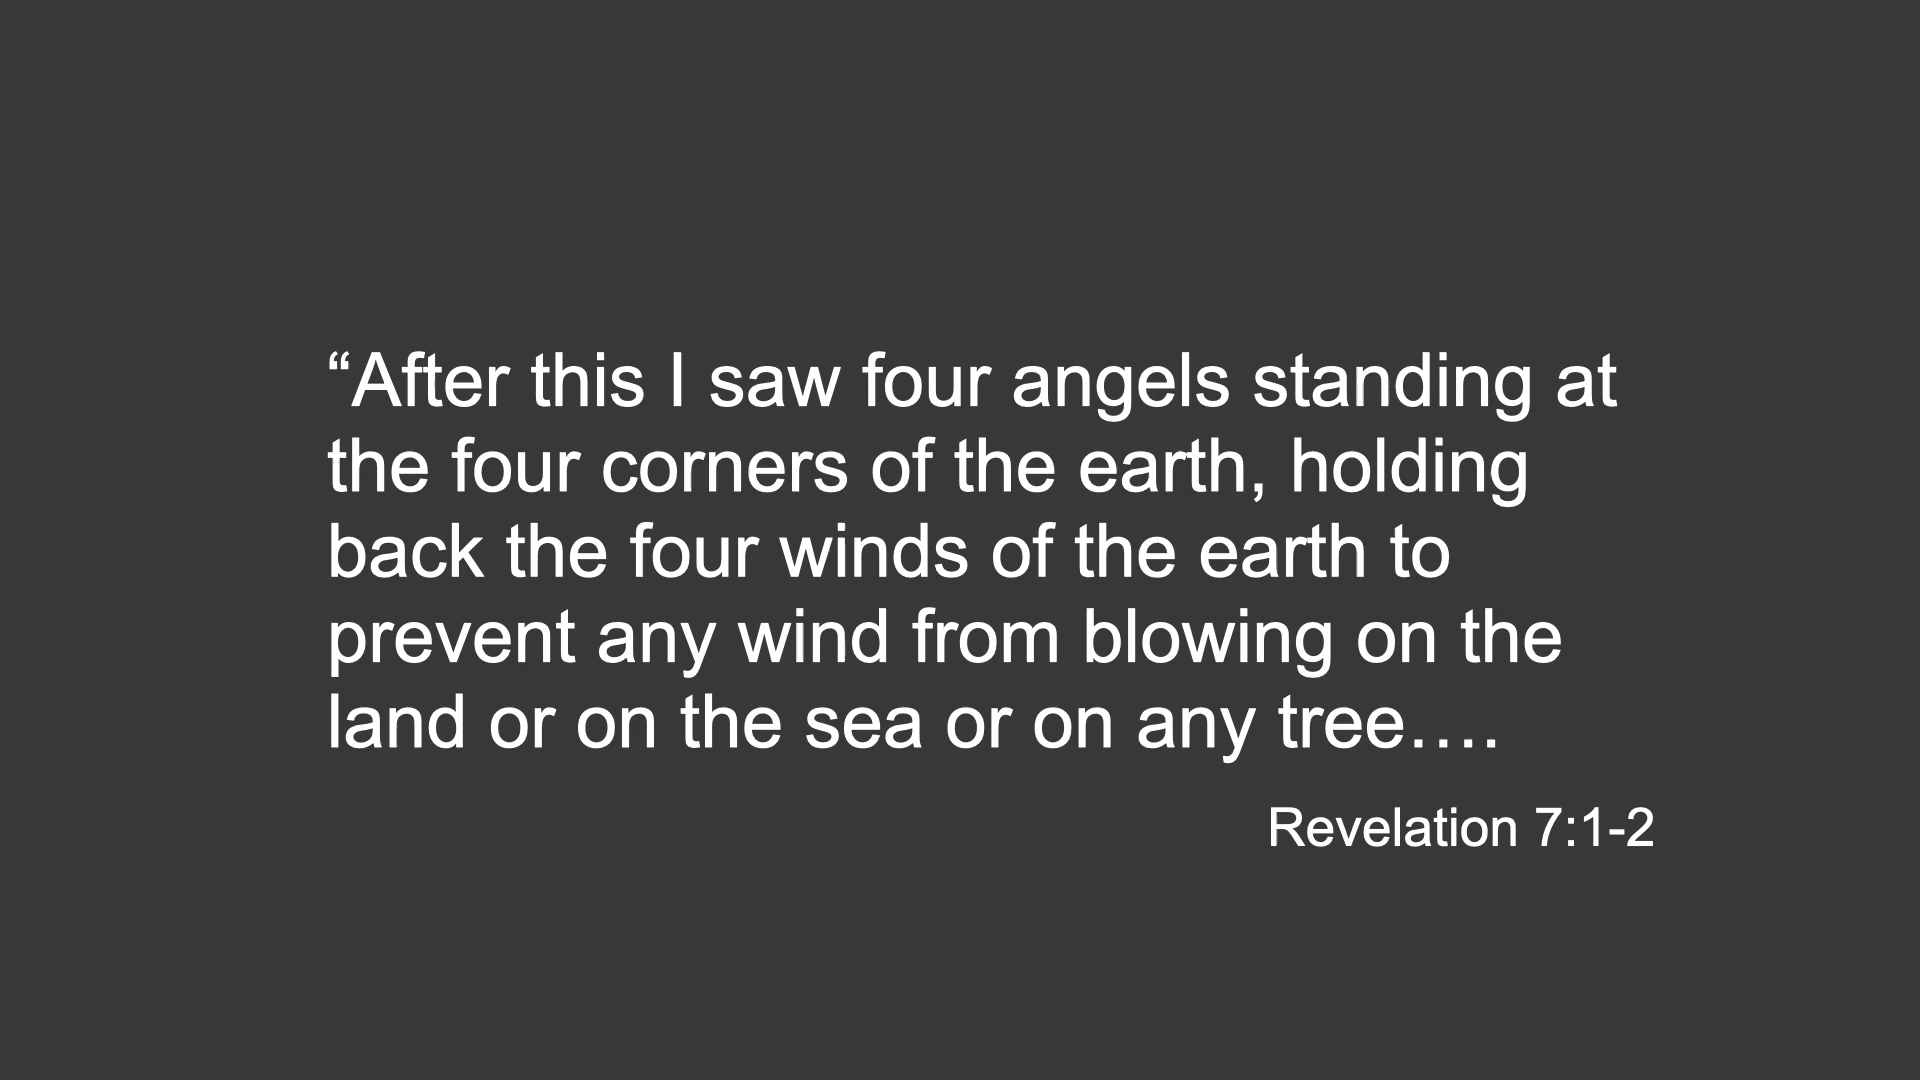 “After this I saw four angels standing at
the four corners of the earth, holding
back the four winds of the earth to
prevent any wind from blowing on the
land or on the sea or on any tree….
Revelation 7:1-2